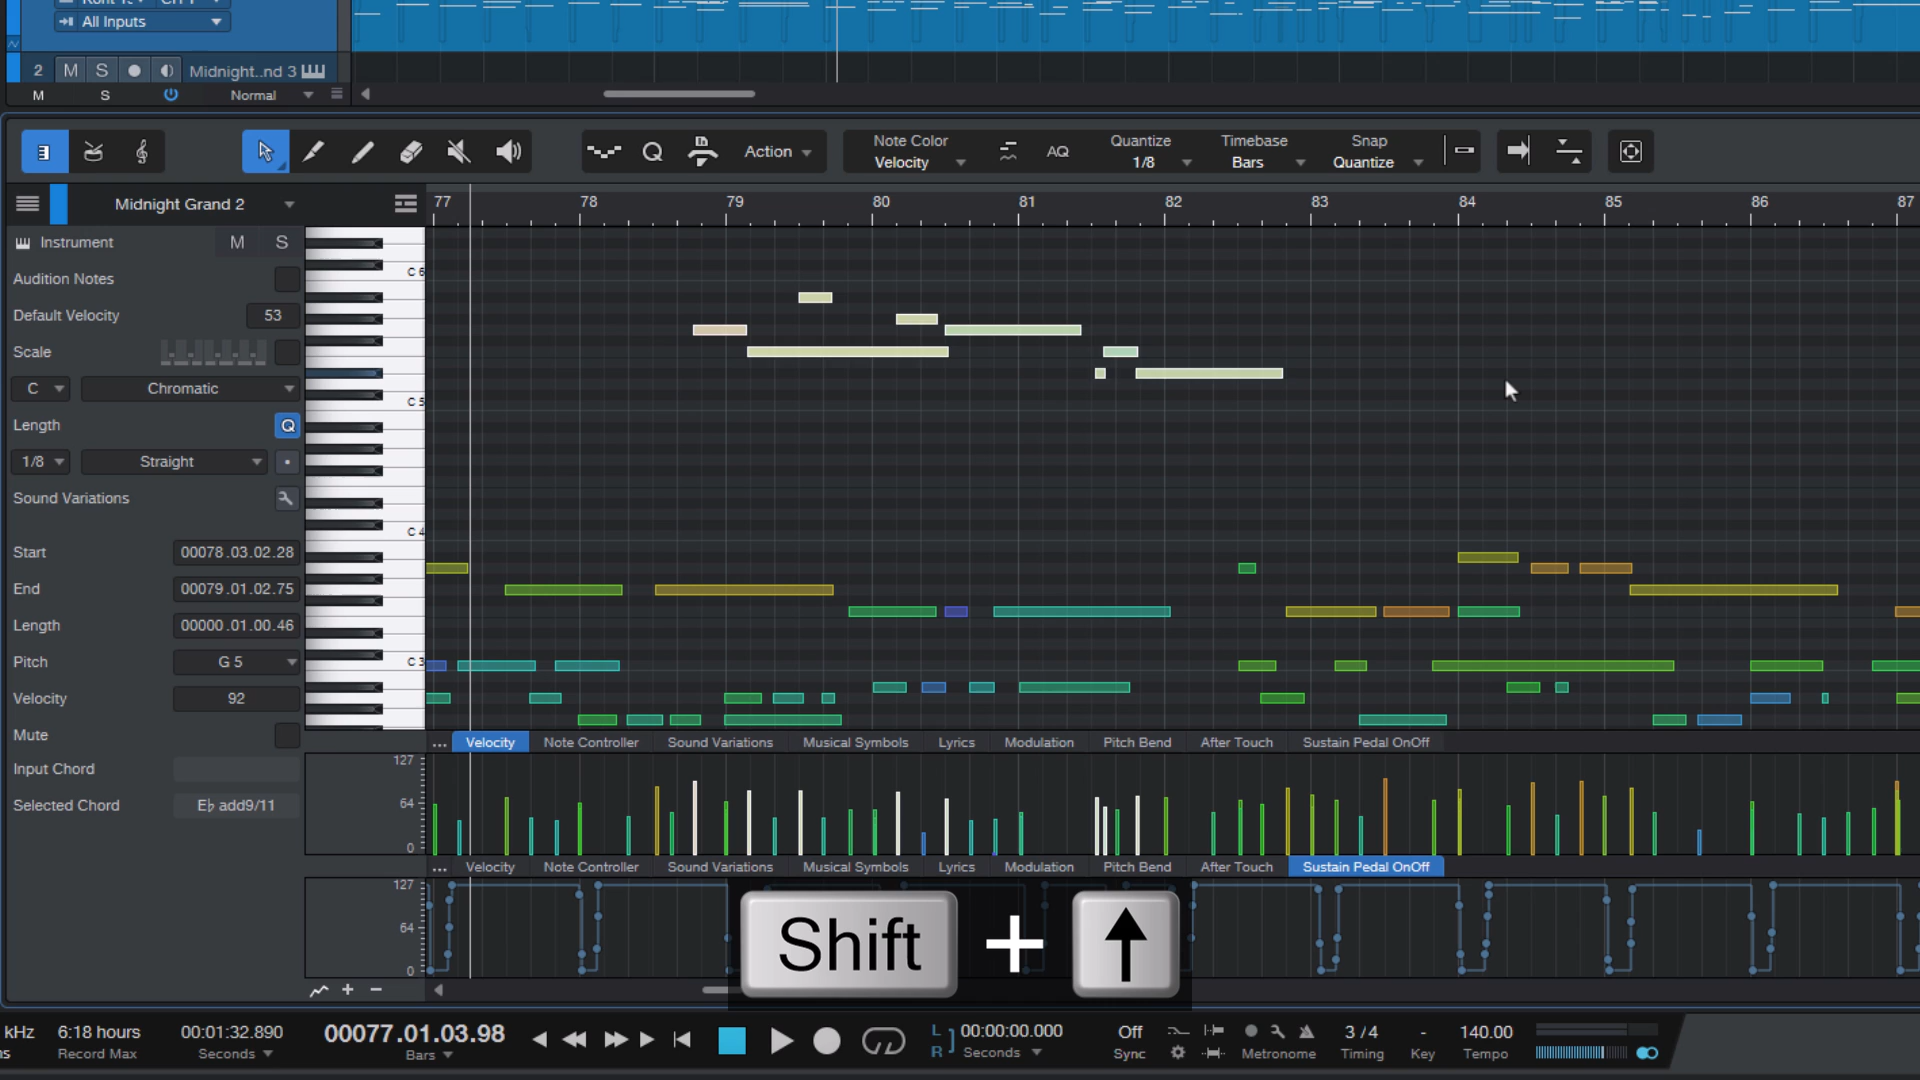 All Inputs
2 M S Midnight..nd 3
M S Normal
Action
Note Color
Velocity
AQ
Quantize
1/8
Timebase
Bars
Snap
Quantize
Midnight Grand 2
77 78 79 80 81 82 83 84 85 86 87
Instrument M S
Audition Notes
Default Velocity 53
Scale
C Chromatic
Length Q
1/8 Straight
Sound Variations
Start 00078.03.02.28
End 00079.01.02.75
Length 00000.01.00.46
Pitch G 5
Velocity 92
Mute
Input Chord
Selected Chord E♭ add9/11
C 6
C 5
C 4
C 3
... Velocity Note Controller Sound Variations Musical Symbols Lyrics Modulation Pitch Bend After Touch Sustain Pedal OnOff
127
64
0
... Velocity Note Controller Sound Variations Musical Symbols Lyrics Modulation Pitch Bend After Touch Sustain Pedal OnOff
127
64
0
Shift + ↑
kHz 6:18 hours 00:01:32.890 00077.01.03.98 L 00:00:00.000 Off 3 / 4 - 140.00
Record Max Seconds Bars R Seconds Sync Metronome Timing Key Tempo